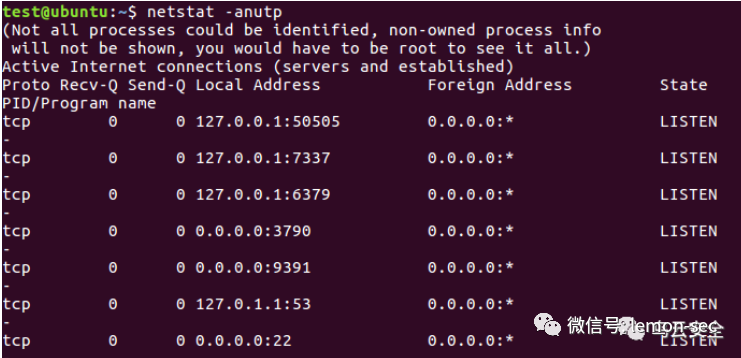 test@ubuntu:~$ netstat -anutp
(Not all processes could be identified, non-owned process info
 will not be shown, you would have to be root to see it all.)
Active Internet connections (servers and established)
Proto Recv-Q Send-Q Local Address           Foreign Address         State
PID/Program name
tcp        0      0 127.0.0.1:50505         0.0.0.0:*               LISTEN
-
tcp        0      0 127.0.0.1:7337          0.0.0.0:*               LISTEN
-
tcp        0      0 127.0.0.1:6379          0.0.0.0:*               LISTEN
-
tcp        0      0 0.0.0.0:3790            0.0.0.0:*               LISTEN
-
tcp        0      0 0.0.0.0:9391            0.0.0.0:*               LISTEN
-
tcp        0      0 127.0.1.1:53            0.0.0.0:*               LISTEN
-
微信号 lemon-sec
tcp        0      0 0.0.0.0:22              0.0.0.0:*               LISTEN